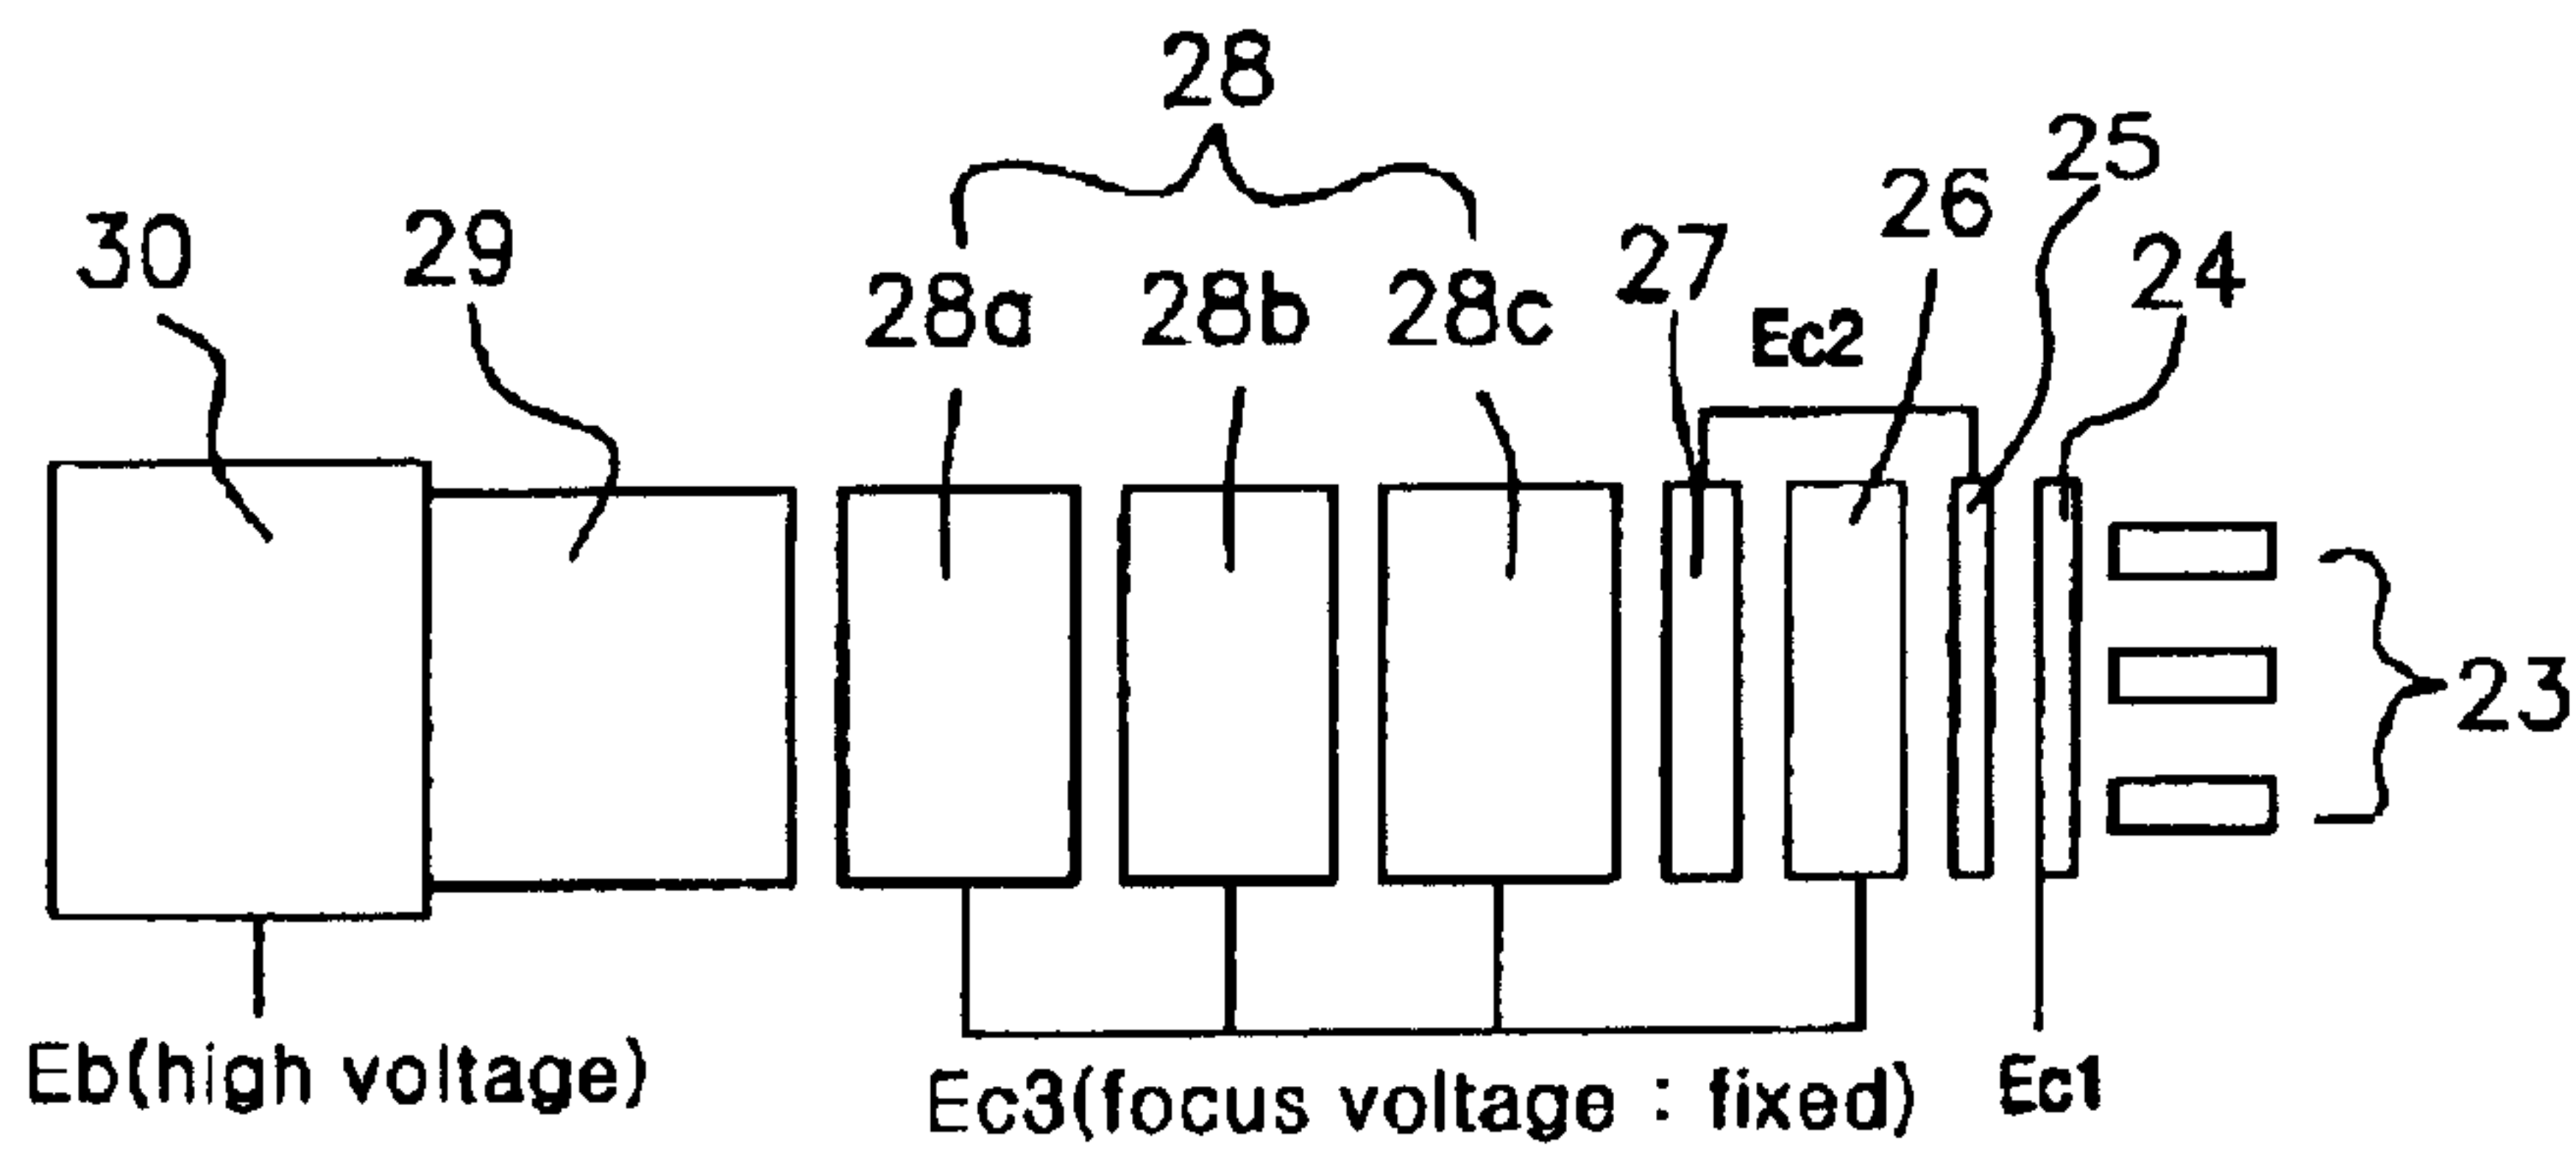 28
25
26
30
29
27
24
28a
28b
28c
Ec2
23
Eb(high voltage)
Ec3(focus voltage : fixed)
Ec1